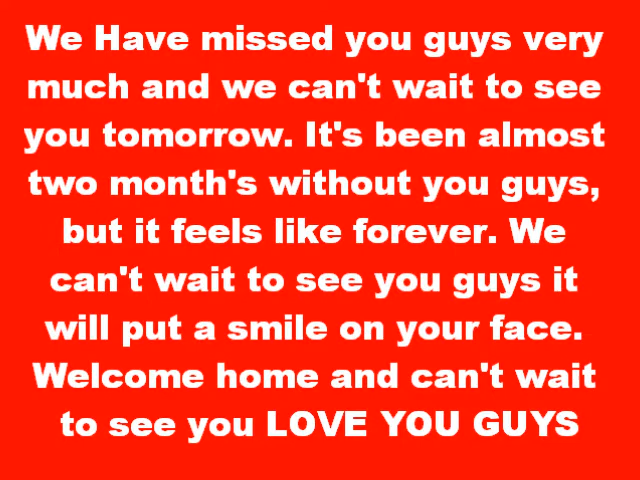 We Have missed you guys very
much and we can't wait to see
you tomorrow. It's been almost
two month's without you guys,
but it feels like forever. We
can't wait to see you guys it
will put a smile on your face.
Welcome home and can't wait
to see you LOVE YOU GUYS